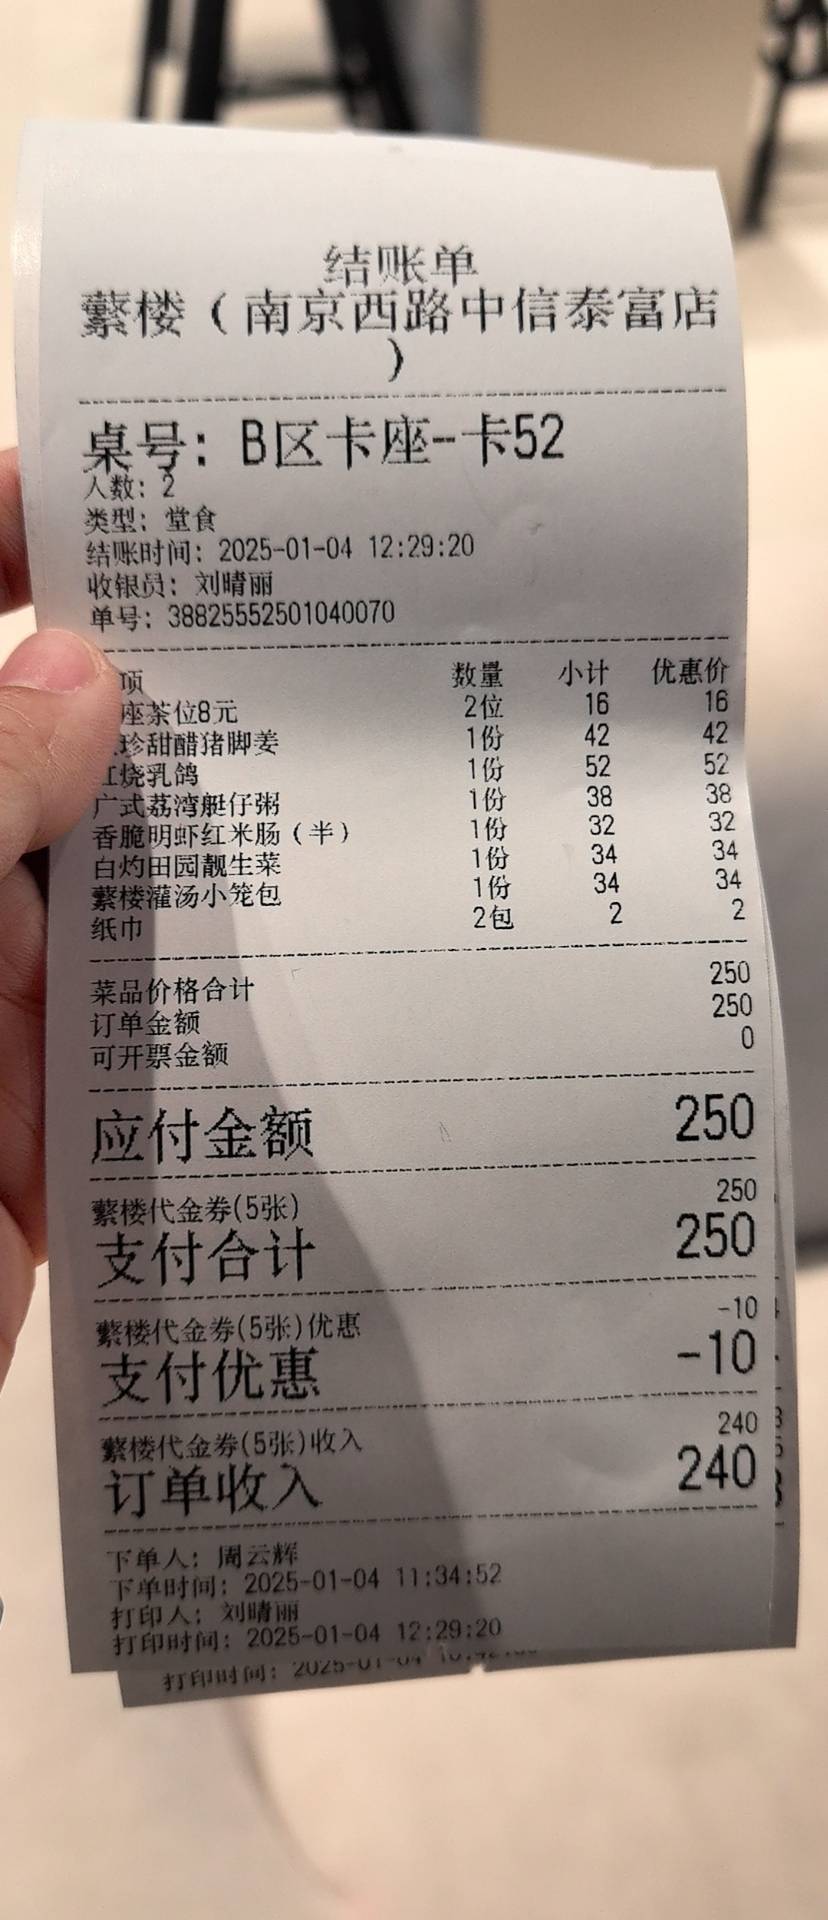 结账单
蘩楼（南京西路中信泰富店
）
桌号：B区卡座-卡52
人数：2
类型：堂食
结账时间：2025-01-04 12:29:20
收银员：刘晴丽
单号：38825552501040070
项 数量 小计 优惠价
座茶位8元 2位 16 16
珍甜醋猪脚姜 1份 42 42
红烧乳鸽 1份 52 52
广式荔湾艇仔粥 1份 38 38
香脆明虾红米肠（半） 1份 32 32
白灼田园靓生菜 1份 34 34
蘩楼灌汤小笼包 1份 34 34
纸巾 2包 2 2
菜品价格合计 250
订单金额 250
可开票金额 0
应付金额 250
蘩楼代金券(5张) 250
支付合计 250
蘩楼代金券(5张)优惠 -10
支付优惠 -10
蘩楼代金券(5张)收入 240
订单收入 240
下单人：周云辉
下单时间：2025-01-04 11:34:52
打印人：刘晴丽
打印时间：2025-01-04 12:29:20
打印时间：2025-01-04